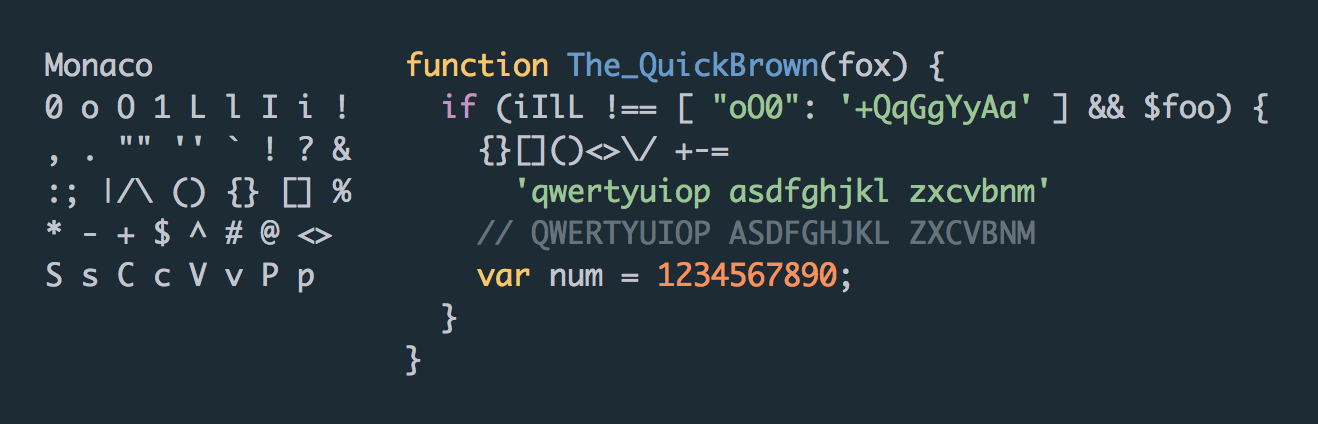 Monaco
0 o O 1 L l I i !
, . "" '' ` ! ? &
:; |/\ () {} [] %
* - + $ ^ # @ <>
S s C c V v P p
function The_QuickBrown(fox) {
  if (iIlL !== [ "oO0": '+QqGgYyAa' ] && $foo) {
    {}[]()<>\/ +-=
      'qwertyuiop asdfghjkl zxcvbnm'
    // QWERTYUIOP ASDFGHJKL ZXCVBNM
    var num = 1234567890;
  }
}